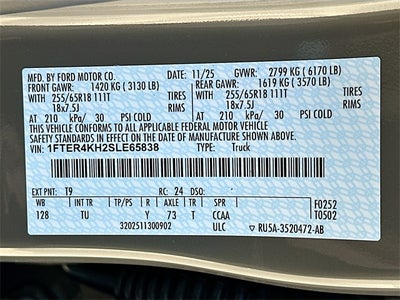 MFD. BY FORD MOTOR CO. 11/25 GVWR: 2799 KG ( 6170 LB)
FRONT GAWR: 1420 KG ( 3130 LB) REAR GAWR: 1619 KG ( 3570 LB)
WITH 255/65R18 111T TIRES WITH 255/65R18 111T TIRES
18x7.5J RIMS 18x7.5J RIMS
AT 210 kPa/ 30 PSI COLD AT 210 kPa/ 30 PSI COLD
THIS VEHICLE CONFORMS TO ALL APPLICABLE FEDERAL MOTOR VEHICLE
SAFETY STANDARDS IN EFFECT ON THE DATE OF MANUFACTURE SHOWN ABOVE.
VIN: 1FTER4KH2SLE65838 TYPE: Truck
EXT PNT: T9 RC: 24 DSO: F0252
WB INT TR TP/PS R AXLE TR SPR T0502
128 TU Y 73 T CCAA
3202511300902 ULC RU5A-3520472-AB